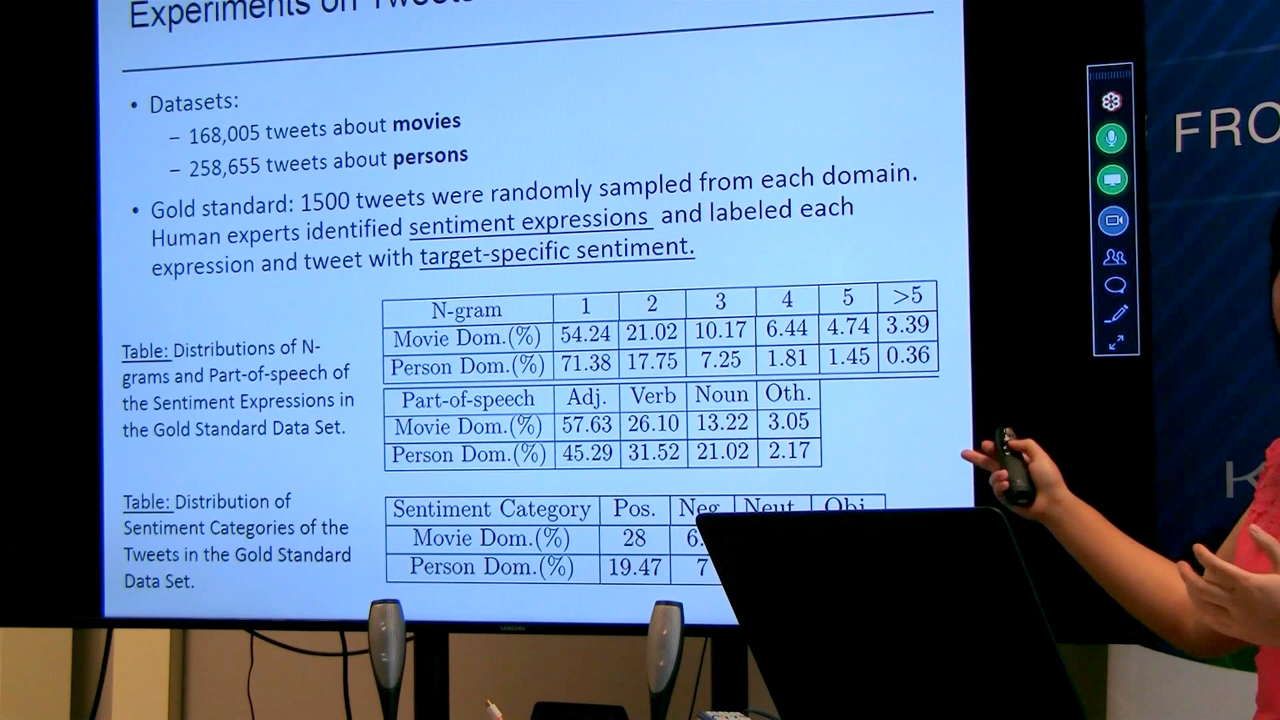 Experiments on Tweets
• Datasets:
– 168,005 tweets about movies
– 258,655 tweets about persons
• Gold standard: 1500 tweets were randomly sampled from each domain.
Human experts identified sentiment expressions and labeled each
expression and tweet with target-specific sentiment.
Table: Distributions of N-
grams and Part-of-speech of
the Sentiment Expressions in
the Gold Standard Data Set.
N-gram 1 2 3 4 5 >5
Movie Dom.(%) 54.24 21.02 10.17 6.44 4.74 3.39
Person Dom.(%) 71.38 17.75 7.25 1.81 1.45 0.36
Part-of-speech Adj. Verb Noun Oth.
Movie Dom.(%) 57.63 26.10 13.22 3.05
Person Dom.(%) 45.29 31.52 21.02 2.17
Table: Distribution of
Sentiment Categories of the
Tweets in the Gold Standard
Data Set.
Sentiment Category Pos. Neg. Neut. Obj.
Movie Dom.(%) 28 6.
Person Dom.(%) 19.47 7
FRO
K
SAMSUNG